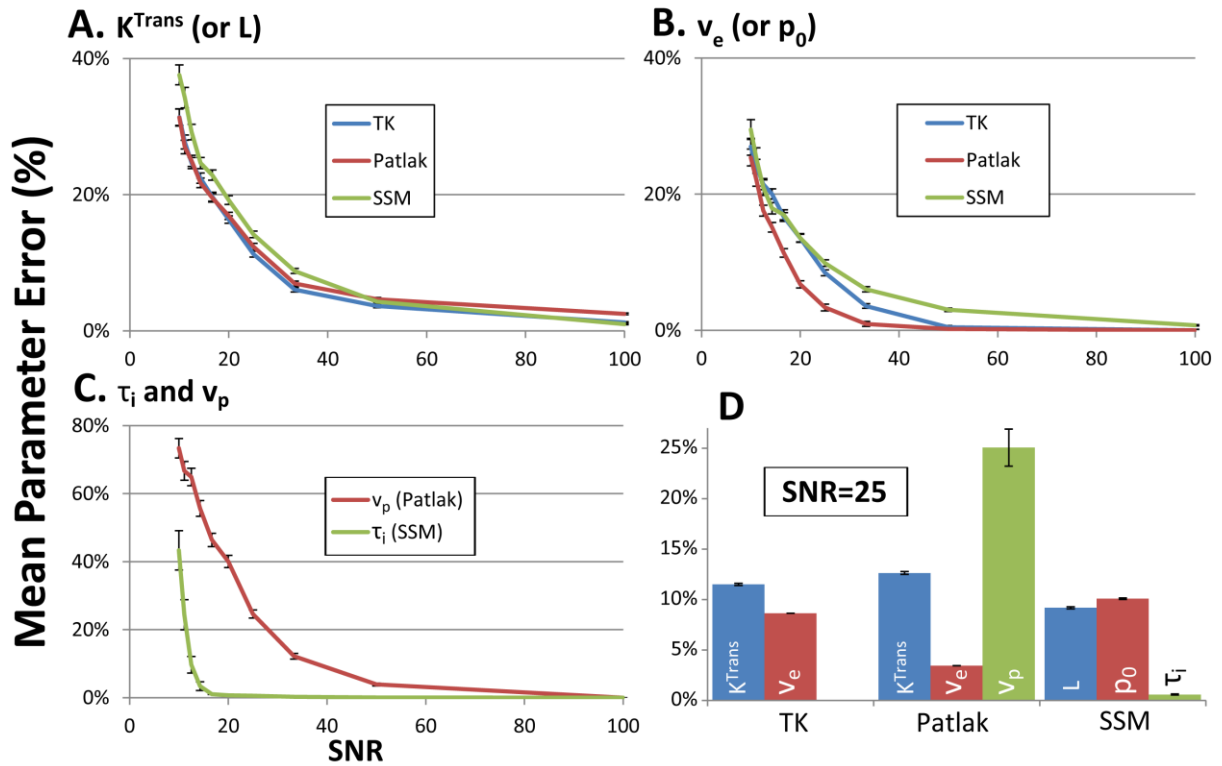 Mean Parameter Error (%)
A. K^Trans (or L)
40%
20%
0%
0 20 40 60 80 100
TK
Patlak
SSM
B. v_e (or p_0)
40%
20%
0%
0 20 40 60 80 100
TK
Patlak
SSM
C. τ_i and v_p
80%
60%
40%
20%
0%
0 20 40 60 80 100
SNR
v_p (Patlak)
τ_i (SSM)
D
25%
20%
15%
10%
5%
0%
SNR=25
K^Trans v_e K^Trans v_e v_p L p_0 τ_i
TK Patlak SSM